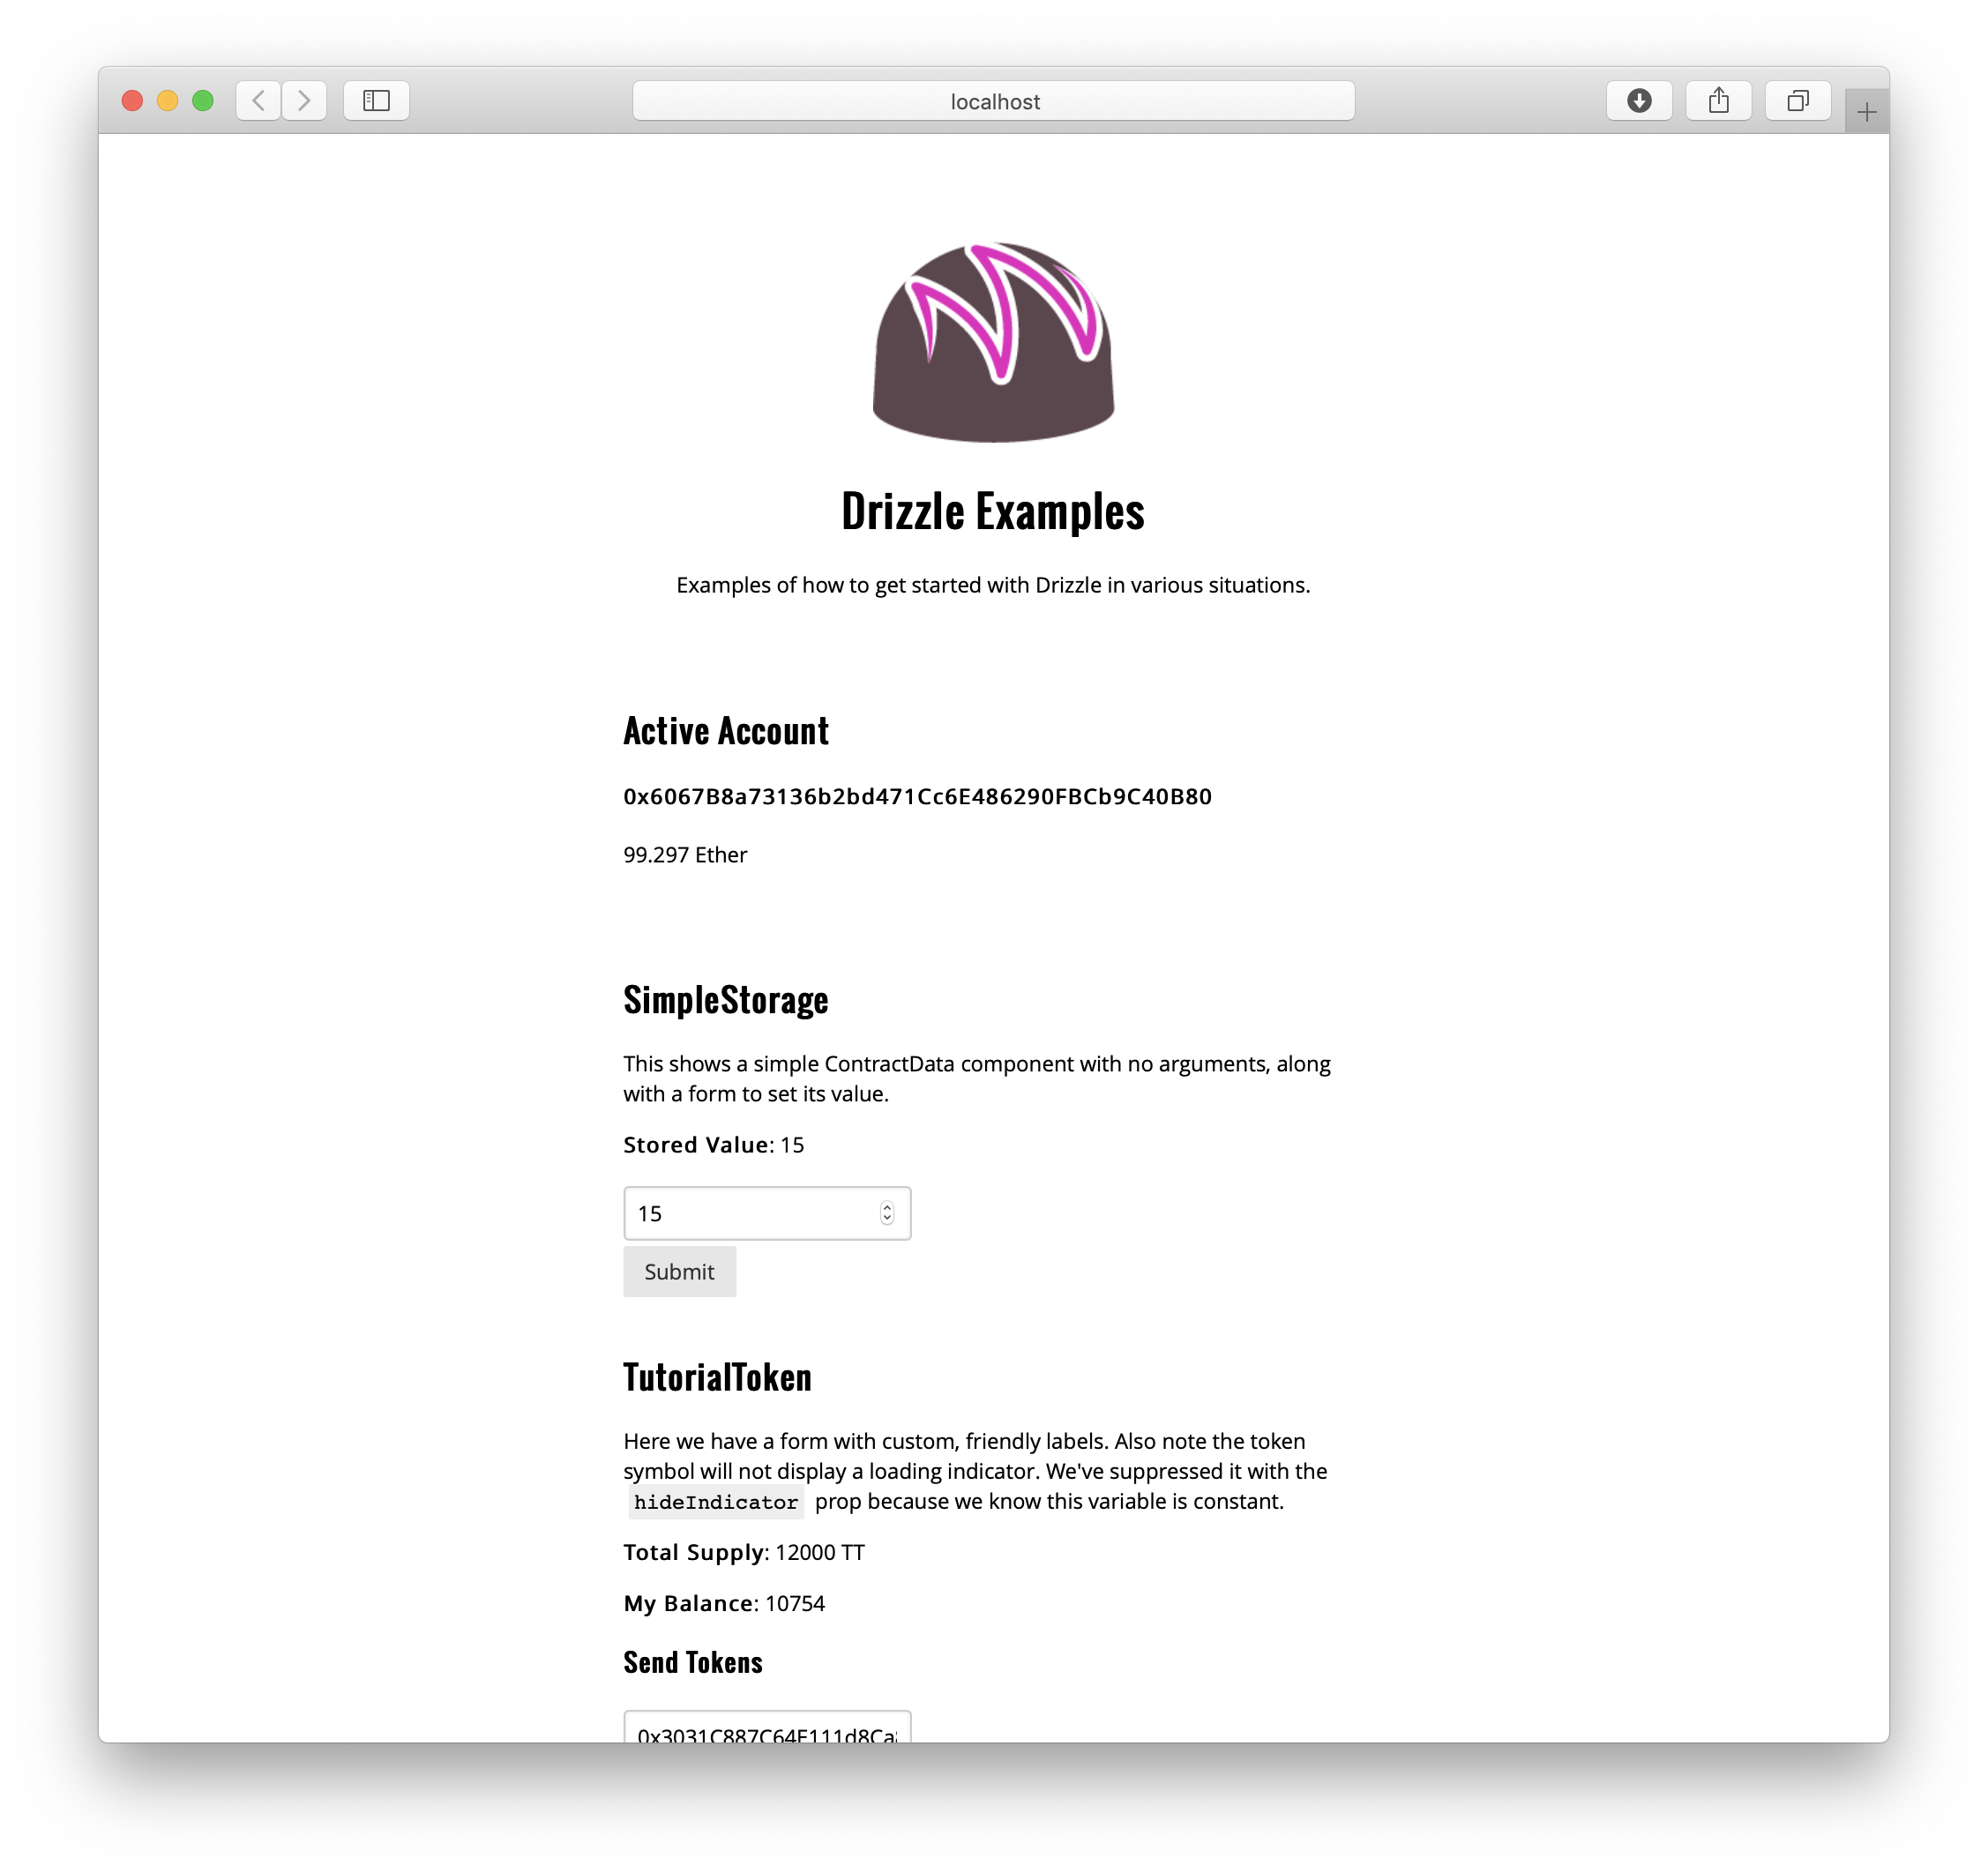 localhost
Drizzle Examples
Examples of how to get started with Drizzle in various situations.
Active Account
0x6067B8a73136b2bd471Cc6E486290FBCb9C40B80
99.297 Ether
SimpleStorage
This shows a simple ContractData component with no arguments, along
with a form to set its value.
Stored Value: 15
15
Submit
TutorialToken
Here we have a form with custom, friendly labels. Also note the token
symbol will not display a loading indicator. We've suppressed it with the
hideIndicator prop because we know this variable is constant.
Total Supply: 12000 TT
My Balance: 10754
Send Tokens